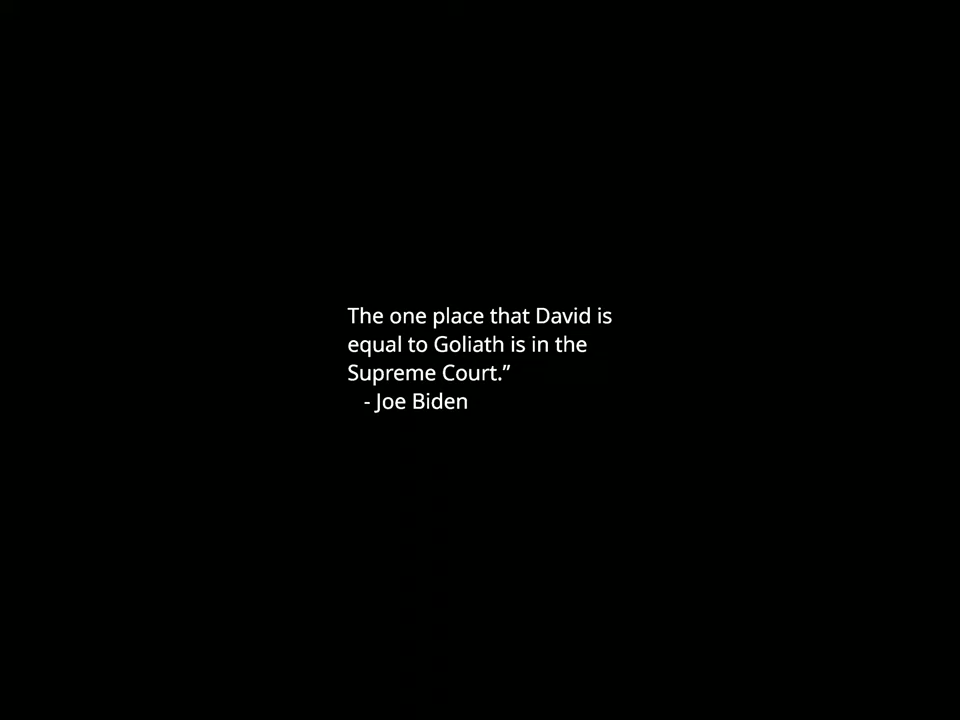 The one place that David is
equal to Goliath is in the
Supreme Court.”
- Joe Biden